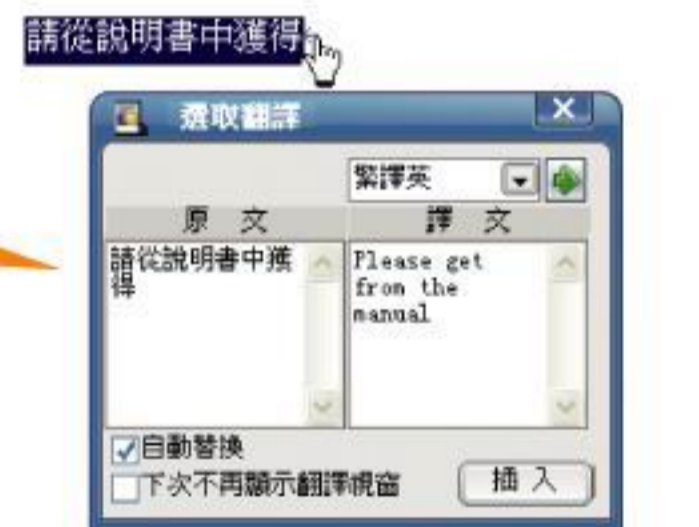 請從說明書中獲得
選取翻譯
繁譯英
原 文
譯 文
請從說明書中獲
得
Please get
from the
manual
自動替換
下次不再顯示翻譯視窗
插 入